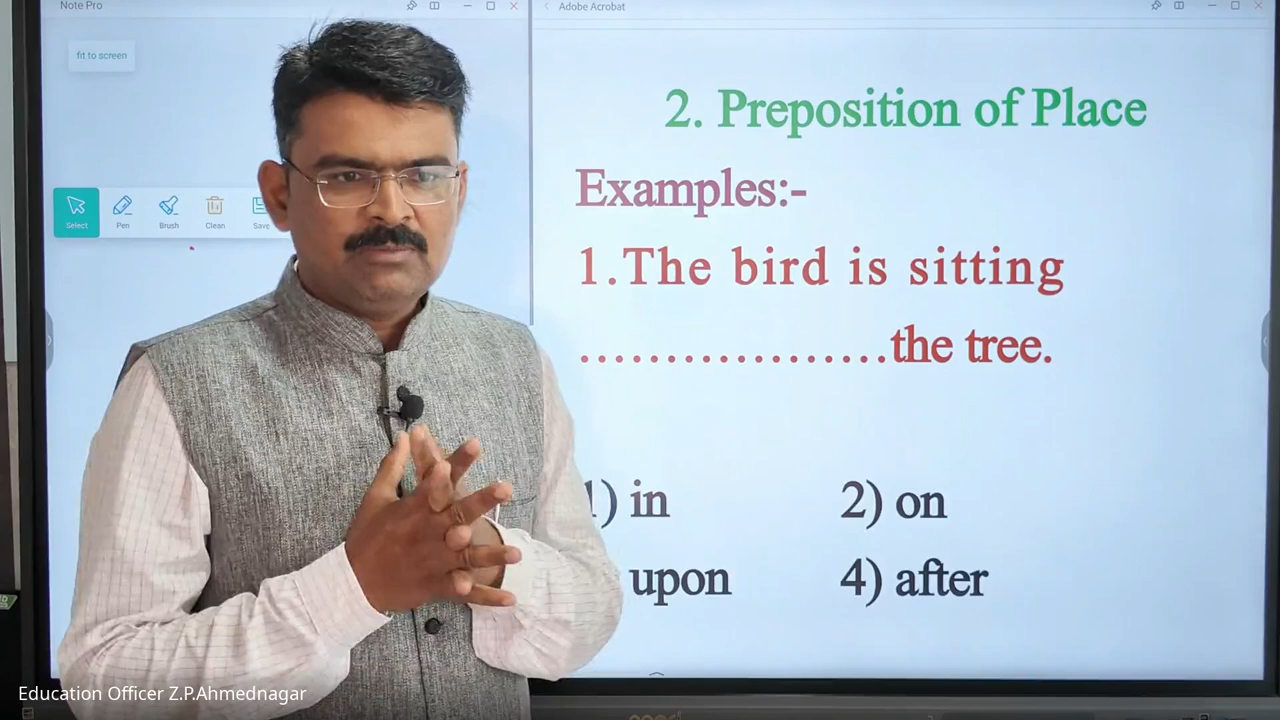 Note Pro
Adobe Acrobat
fit to screen
Select Pen Brush Clean Save
2. Preposition of Place
Examples:-
1.The bird is sitting
..................the tree.
1) in 2) on
upon 4) after
Education Officer Z.P.Ahmednagar